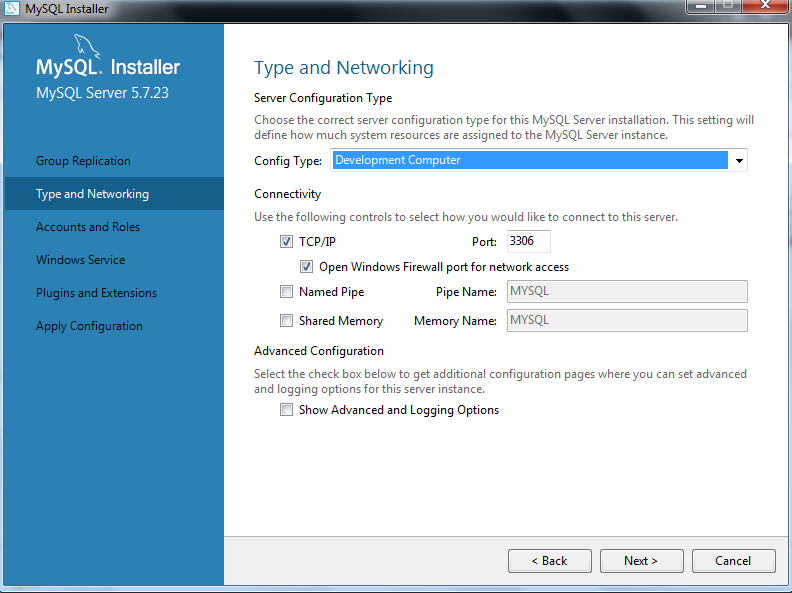 MySQL Installer
MySQL. Installer
MySQL Server 5.7.23
Group Replication
Type and Networking
Accounts and Roles
Windows Service
Plugins and Extensions
Apply Configuration
Type and Networking
Server Configuration Type
Choose the correct server configuration type for this MySQL Server installation. This setting will
define how much system resources are assigned to the MySQL Server instance.
Config Type: Development Computer
Connectivity
Use the following controls to select how you would like to connect to this server.
TCP/IP Port: 3306
Open Windows Firewall port for network access
Named Pipe Pipe Name: MYSQL
Shared Memory Memory Name: MYSQL
Advanced Configuration
Select the check box below to get additional configuration pages where you can set advanced
and logging options for this server instance.
Show Advanced and Logging Options
< Back Next > Cancel